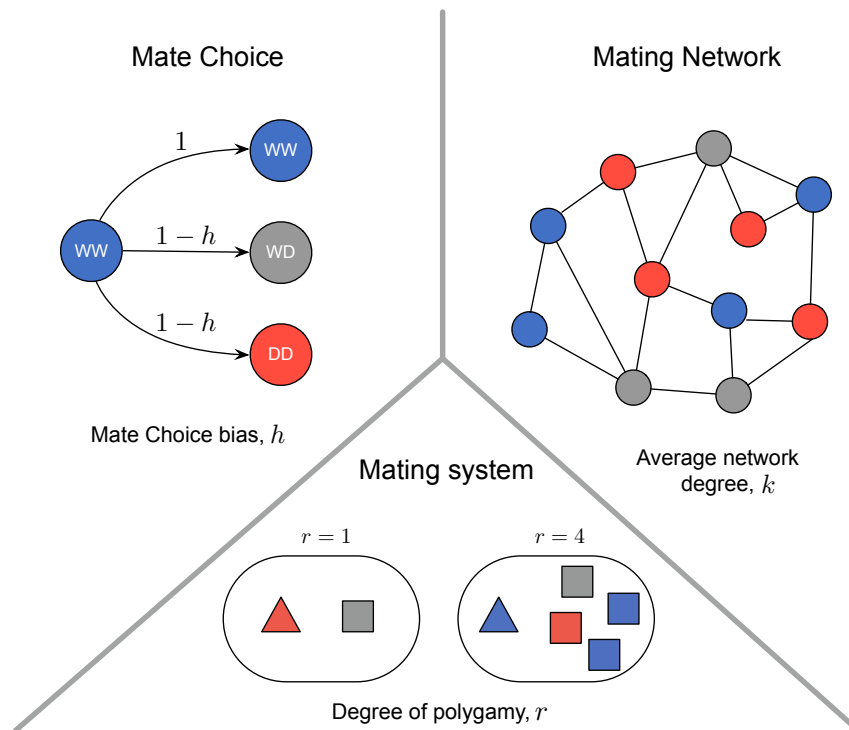 Mate Choice
1
WW
WW
1 − h
WD
1 − h
DD
Mate Choice bias, h
Mating Network
Average network
degree, k
Mating system
r = 1
r = 4
Degree of polygamy, r